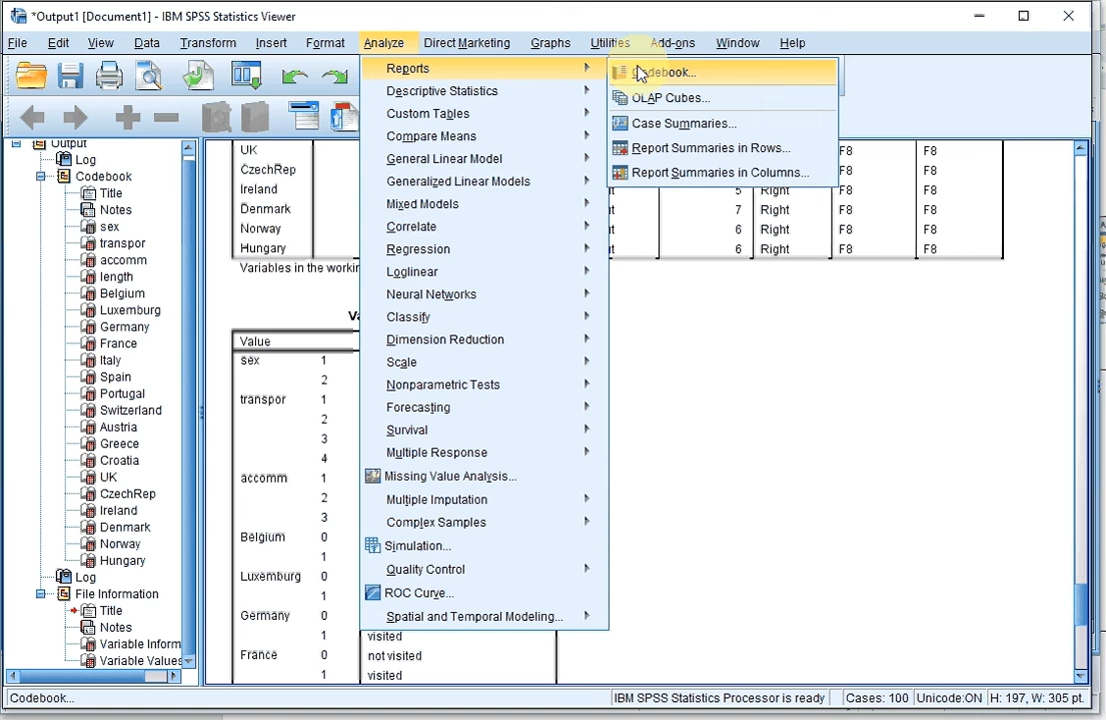 *Output1 [Document1] - IBM SPSS Statistics Viewer
File Edit View Data Transform Insert Format Analyze Direct Marketing Graphs Utilities Add-ons Window Help
Reports
Descriptive Statistics
Custom Tables
Compare Means
General Linear Model
Generalized Linear Models
Mixed Models
Correlate
Regression
Loglinear
Neural Networks
Classify
Dimension Reduction
Scale
Nonparametric Tests
Forecasting
Survival
Multiple Response
Missing Value Analysis...
Multiple Imputation
Complex Samples
Simulation...
Quality Control
ROC Curve...
Spatial and Temporal Modeling...
Codebook...
OLAP Cubes...
Case Summaries...
Report Summaries in Rows...
Report Summaries in Columns...
Output
Log
Codebook
Title
Notes
sex
transpor
accomm
length
Belgium
Luxemburg
Germany
France
Italy
Spain
Portugal
Switzerland
Austria
Greece
Croatia
UK
CzechRep
Ireland
Denmark
Norway
Hungary
Log
File Information
Title
Notes
Variable Inform
Variable Values
UK F8 F8
CzechRep F8 F8
Ireland 5 Right F8 F8
Denmark 7 Right F8 F8
Norway 6 Right F8 F8
Hungary 6 Right F8 F8
Variables in the workin
Va
Value
sex 1
2
transpor 1
2
3
4
accomm 1
2
3
Belgium 0
1
Luxemburg 0
1
Germany 0
1 visited
France 0 not visited
1 visited
Codebook... IBM SPSS Statistics Processor is ready Cases: 100 Unicode:ON H: 197, W: 305 pt.